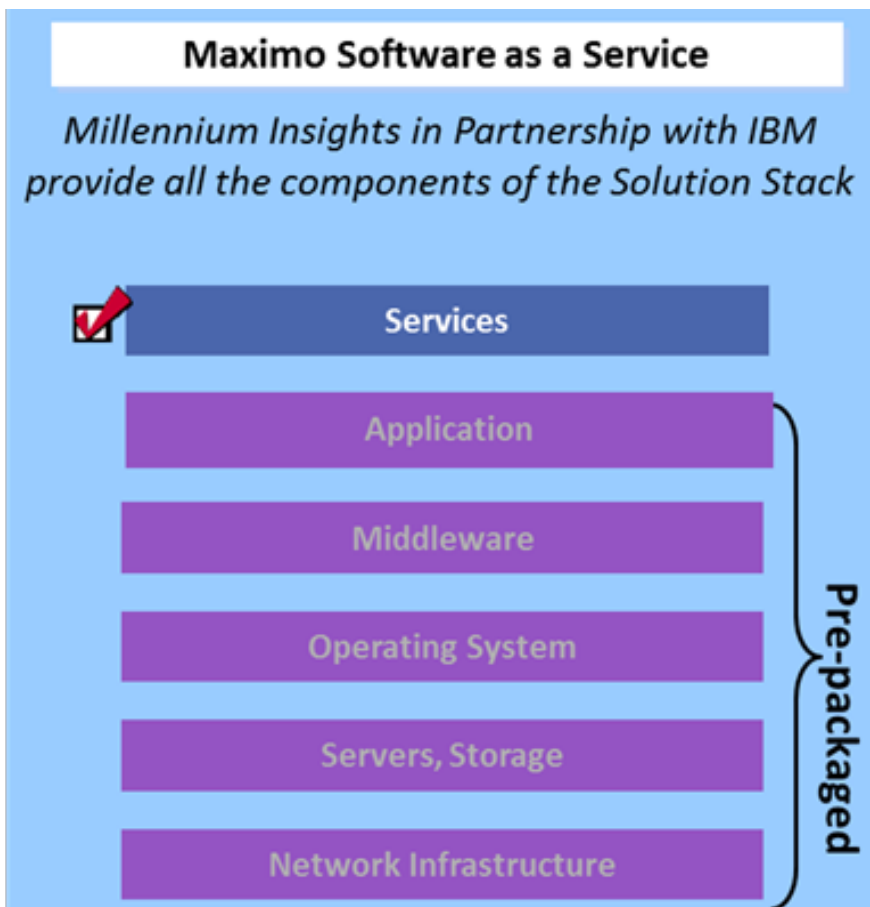 Maximo Software as a Service
Millennium Insights in Partnership with IBM
provide all the components of the Solution Stack
Services
Application
Middleware
Operating System
Servers, Storage
Network Infrastructure
Pre-packaged